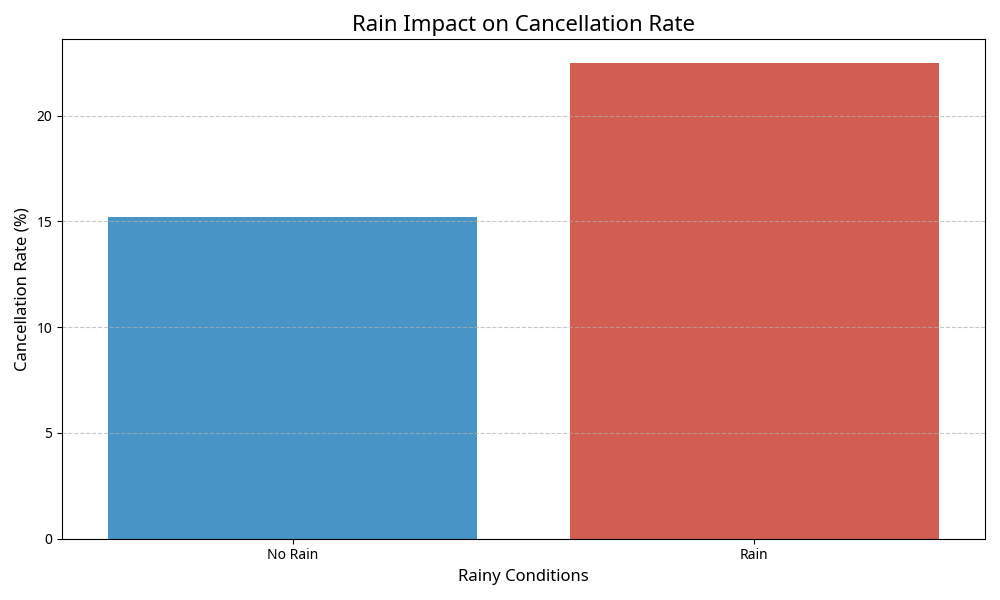 Rain Impact on Cancellation Rate
Cancellation Rate (%)
20
15
10
5
0
No Rain
Rain
Rainy Conditions